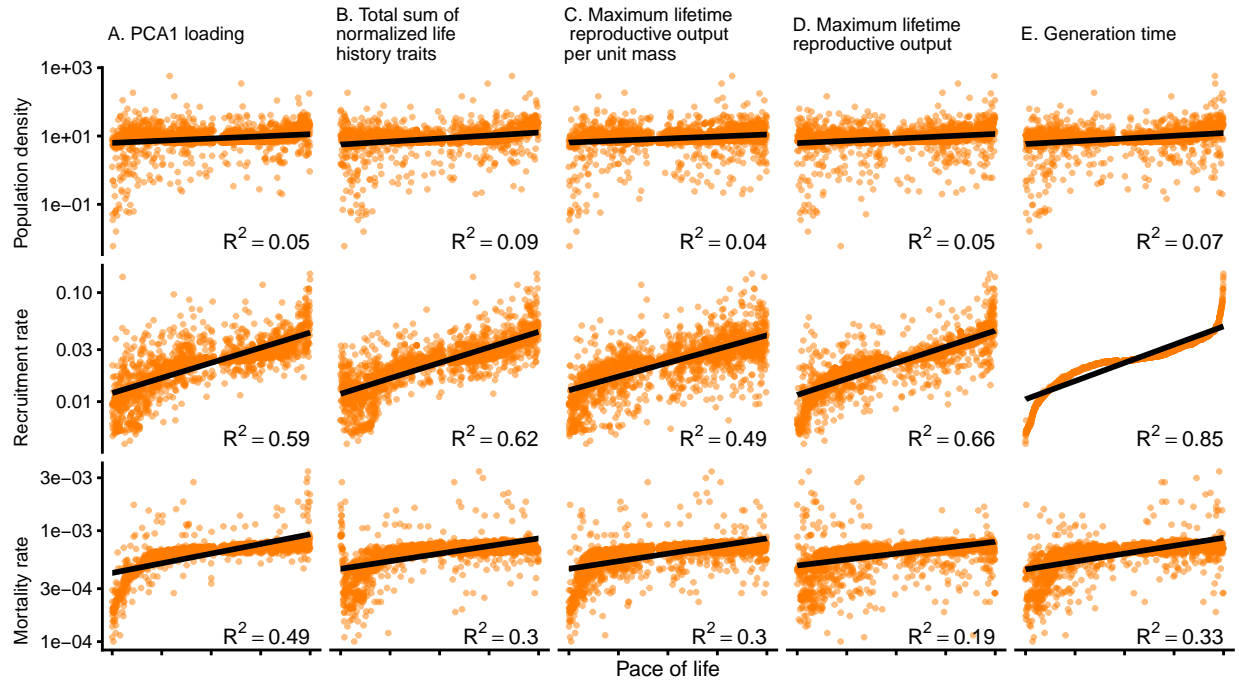 A. PCA1 loading
B. Total sum of
normalized life
history traits
C. Maximum lifetime
reproductive output
per unit mass
D. Maximum lifetime
reproductive output
E. Generation time
Population density
1e+03
1e+01
1e−01
R² = 0.05
R² = 0.09
R² = 0.04
R² = 0.05
R² = 0.07
Recruitment rate
0.10
0.03
0.01
R² = 0.59
R² = 0.62
R² = 0.49
R² = 0.66
R² = 0.85
Mortality rate
3e−03
1e−03
3e−04
1e−04
R² = 0.49
R² = 0.3
R² = 0.3
R² = 0.19
R² = 0.33
Pace of life